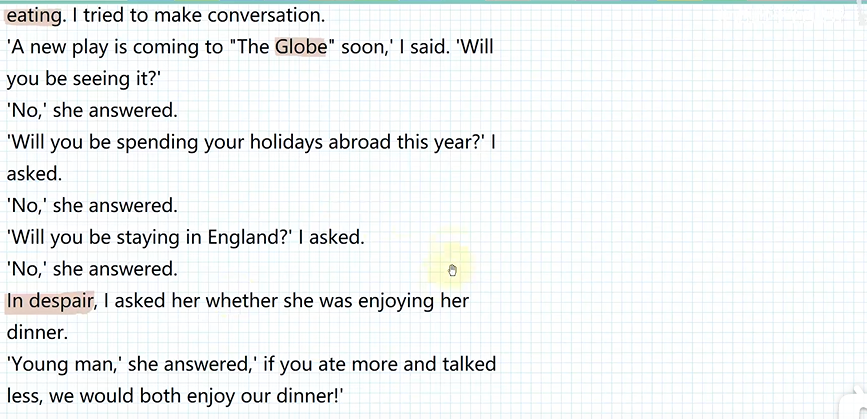 eating. I tried to make conversation.
'A new play is coming to "The Globe" soon,' I said. 'Will
you be seeing it?'
'No,' she answered.
'Will you be spending your holidays abroad this year?' I
asked.
'No,' she answered.
'Will you be staying in England?' I asked.
'No,' she answered.
In despair, I asked her whether she was enjoying her
dinner.
'Young man,' she answered,' if you ate more and talked
less, we would both enjoy our dinner!'